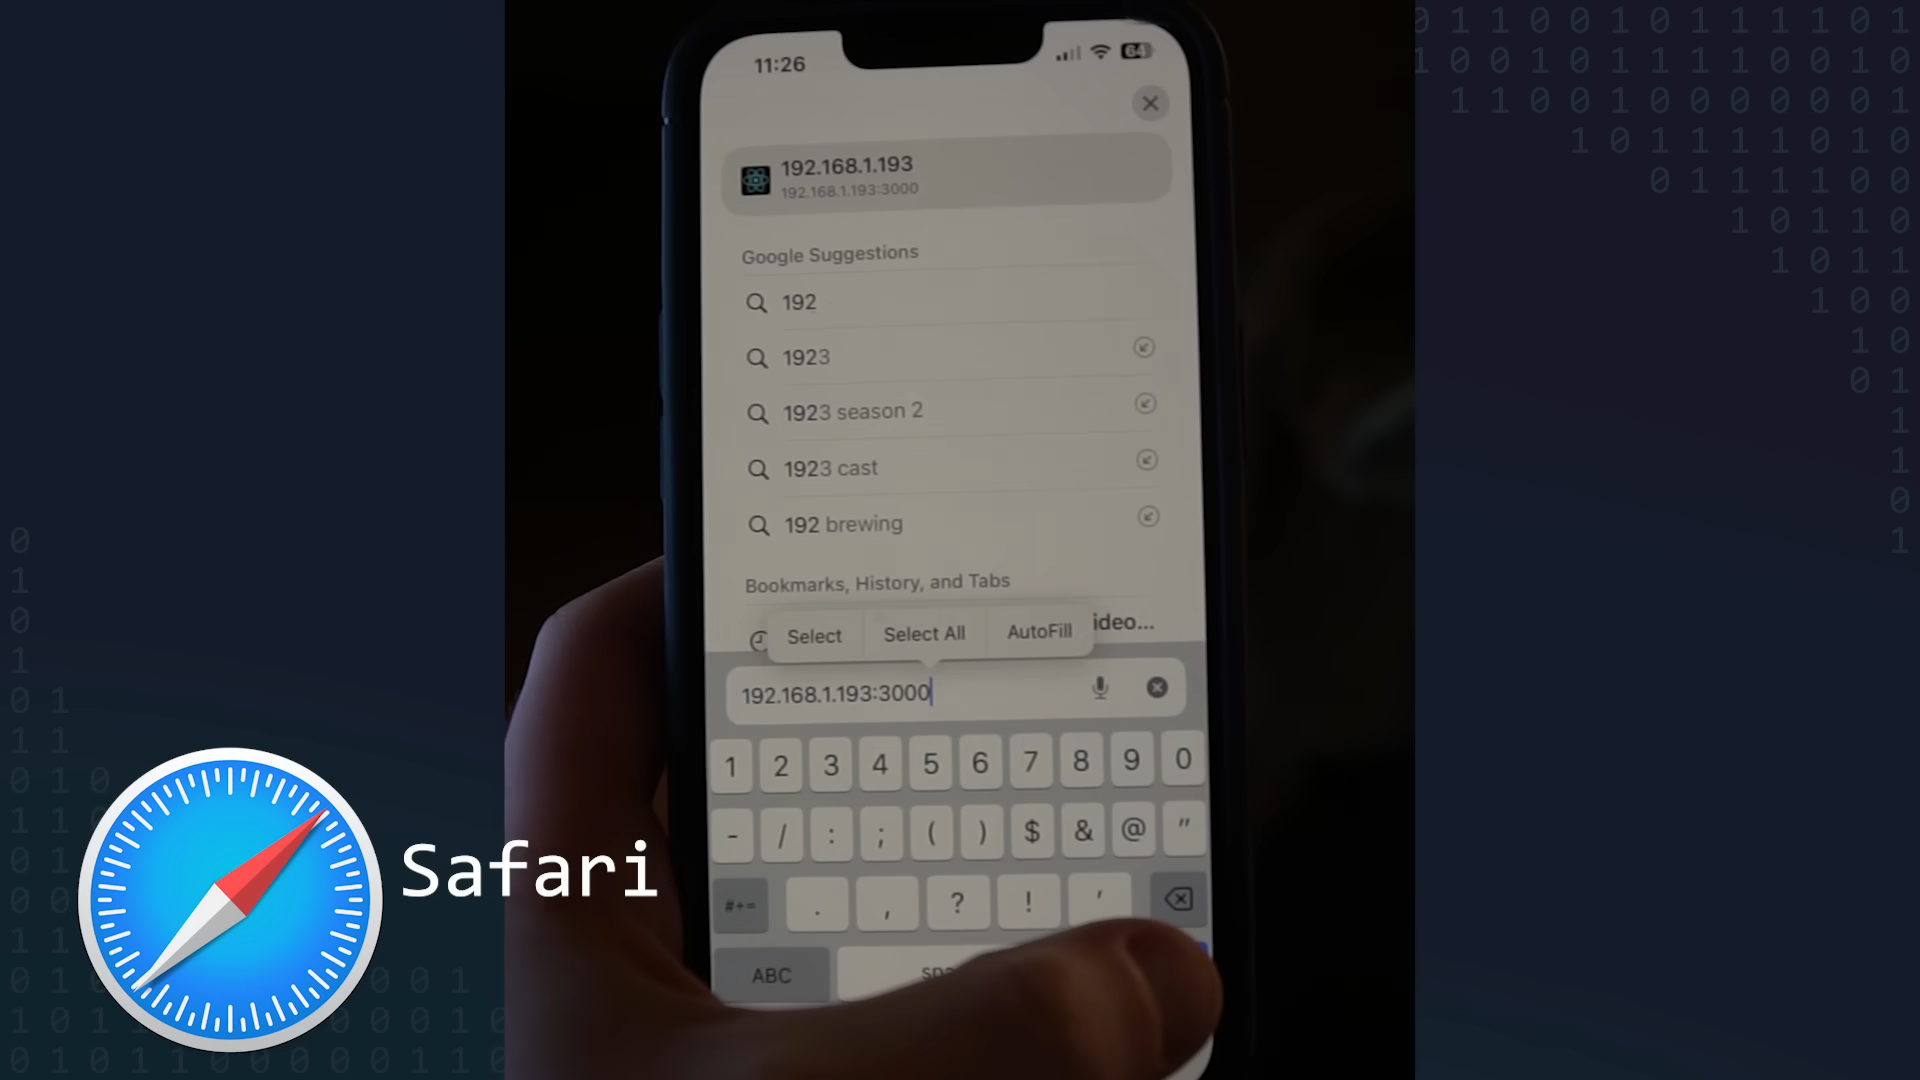 11:26
64
192.168.1.193
192.168.1.193:3000
Google Suggestions
192
1923
1923 season 2
1923 cast
192 brewing
Bookmarks, History, and Tabs
Select
Select All
AutoFill
ideo...
192.168.1.193:3000
1 2 3 4 5 6 7 8 9 0
- / : ; ( ) $ & @ "
#+= . , ? ! '
ABC
spa
Safari